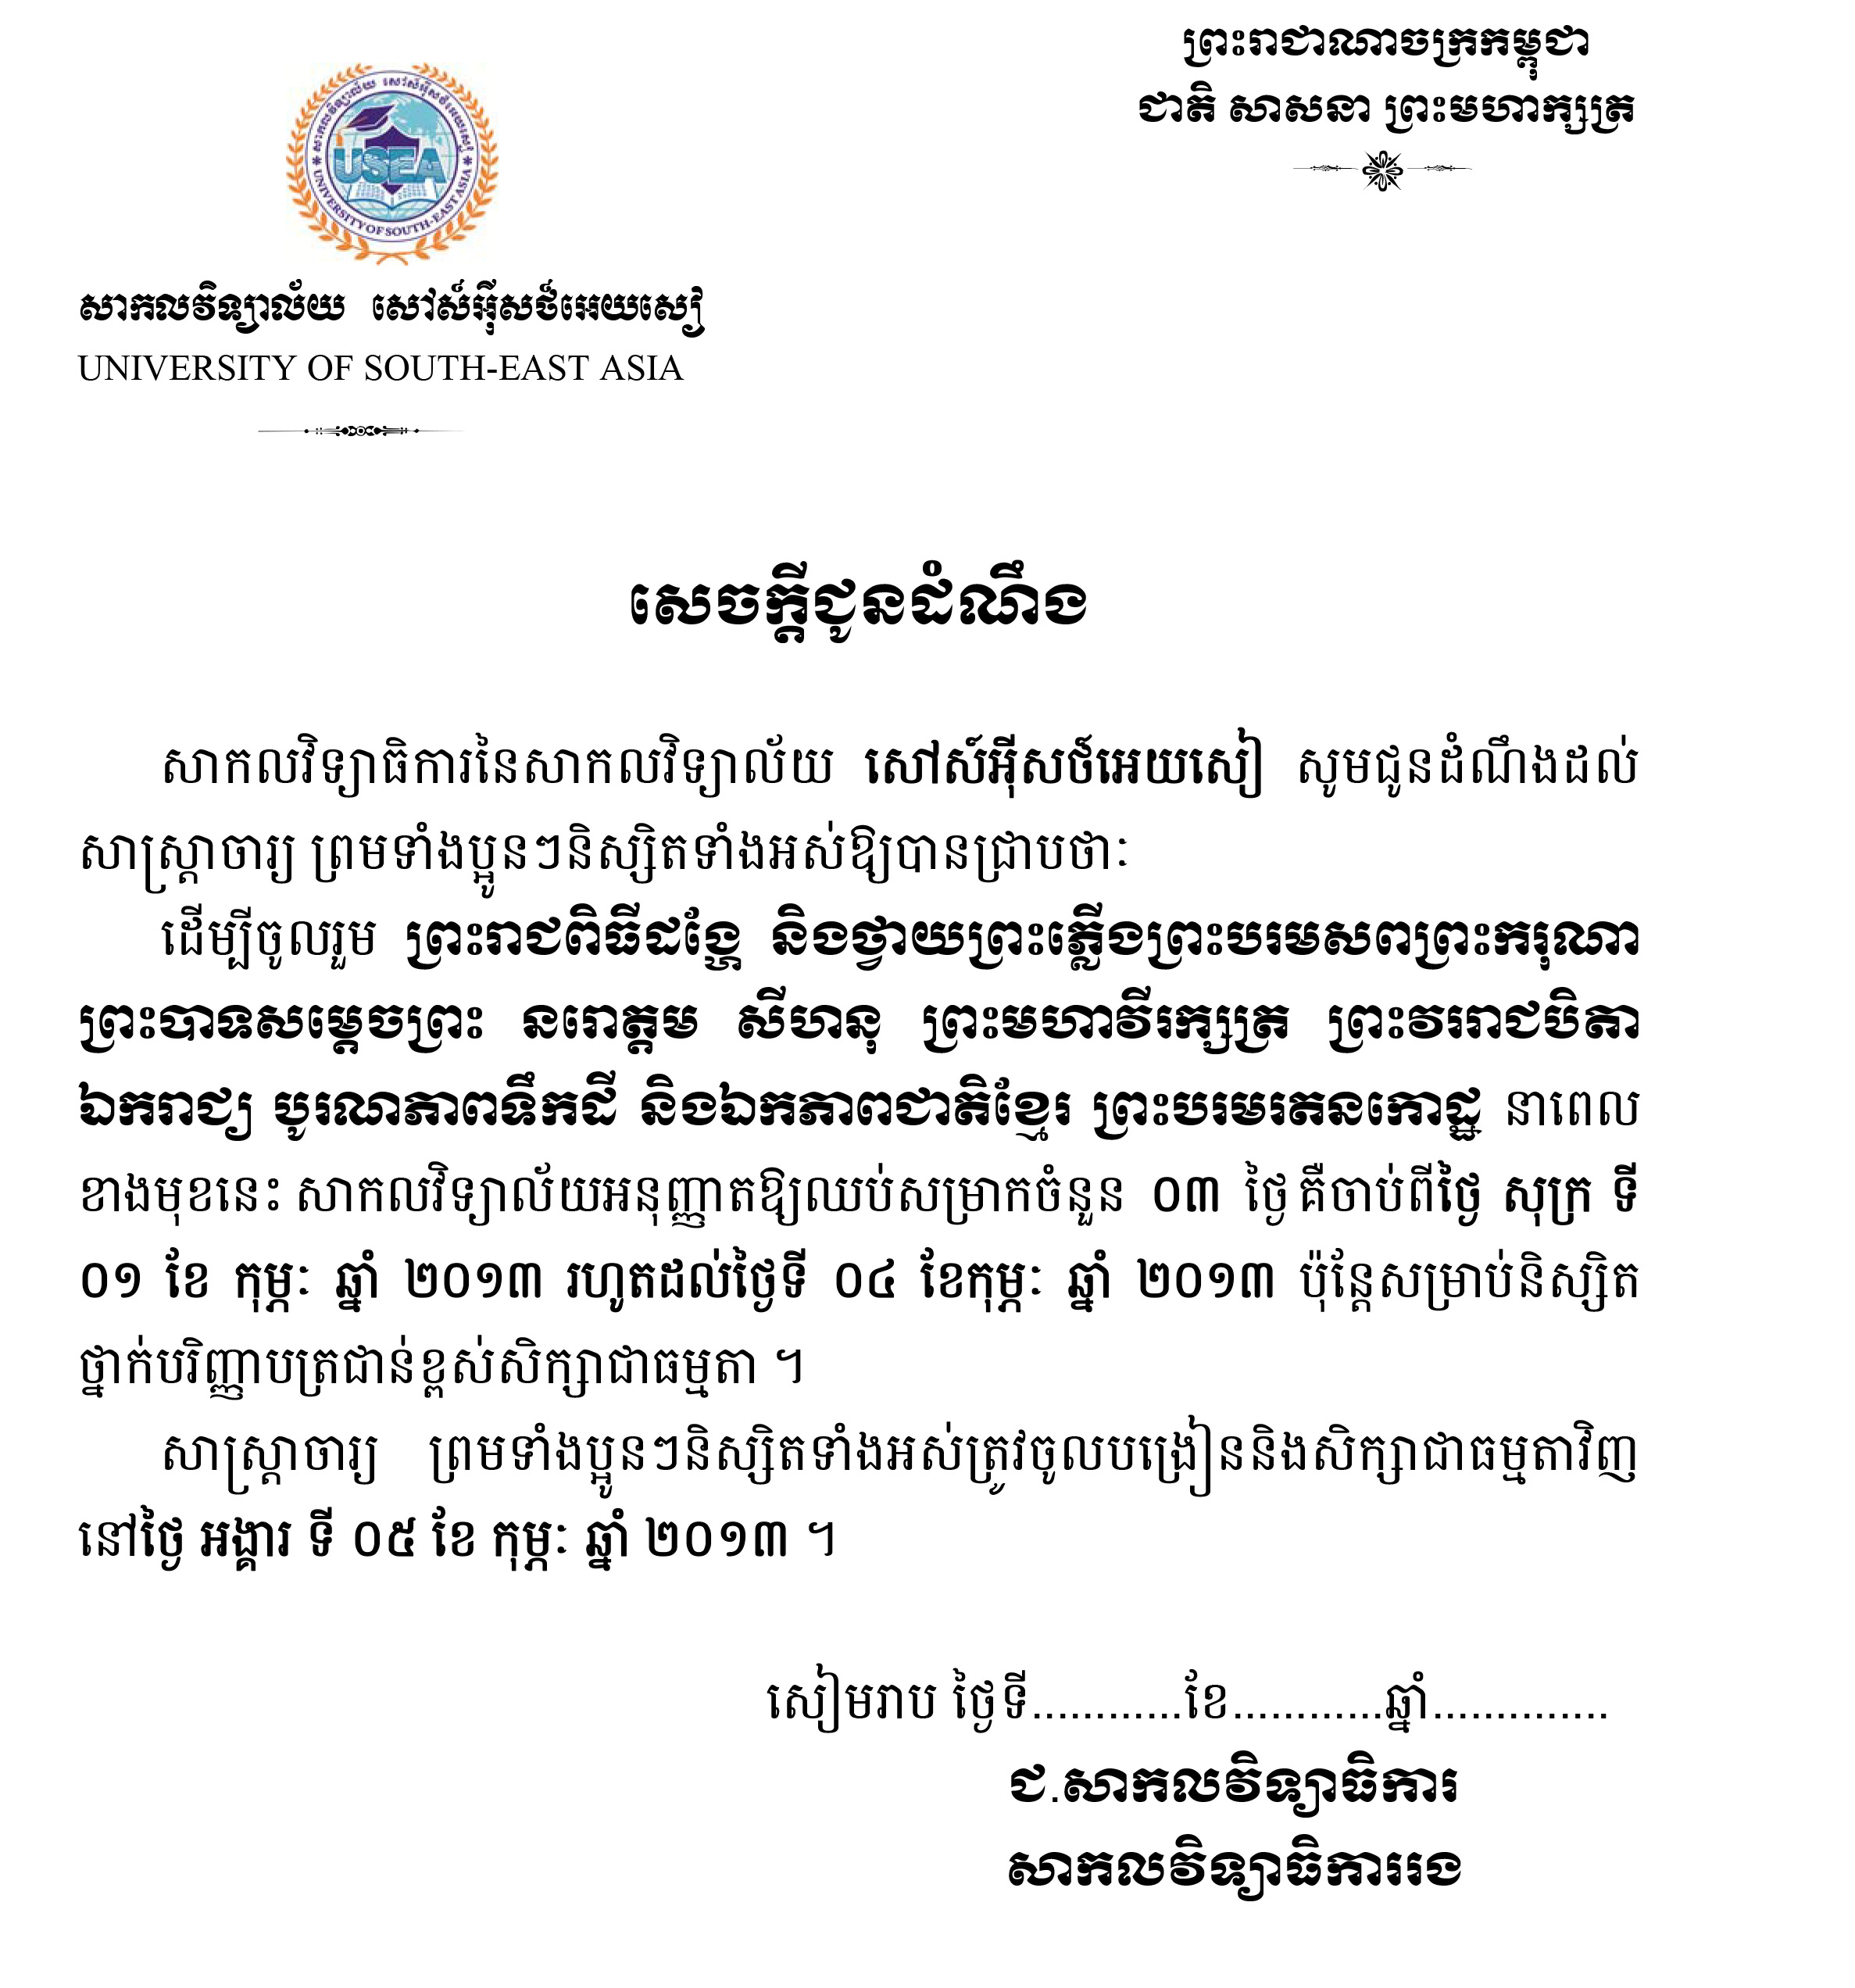 ព្រះរាជាណាចក្រកម្ពុជា
ជាតិ សាសនា ព្រះមហាក្សត្រ
សាកលវិទ្យាល័យ សៅស៍អ៊ីសថ៍អេយសៀ
USEA
UNIVERSITY OF SOUTH-EAST ASIA
សាកលវិទ្យាល័យ សៅស៍អ៊ីសថ៍អេយសៀ
UNIVERSITY OF SOUTH-EAST ASIA
សេចក្តីជូនដំណឹង
សាកលវិទ្យាធិការនៃសាកលវិទ្យាល័យ សៅស៍អ៊ីសថ៍អេយសៀ សូមជូនដំណឹងដល់
សាស្ត្រាចារ្យ ព្រមទាំងប្អូនៗនិស្សិតទាំងអស់ឱ្យបានជ្រាបថាៈ
ដើម្បីចូលរួម ព្រះរាជពិធីដង្ហែ និងថ្វាយព្រះភ្លើងព្រះបរមសពព្រះករុណា
ព្រះបាទសម្តេចព្រះ នរោត្តម សីហនុ ព្រះមហាវីរក្សត្រ ព្រះវររាជបិតា
ឯករាជ្យ បូរណភាពទឹកដី និងឯកភាពជាតិខ្មែរ ព្រះបរមរតនកោដ្ឋ នាពេល
ខាងមុខនេះ សាកលវិទ្យាល័យអនុញ្ញាតឱ្យឈប់សម្រាកចំនួន ០៣ ថ្ងៃ គឺចាប់ពីថ្ងៃ សុក្រ ទី
០១ ខែ កុម្ភៈ ឆ្នាំ ២០១៣ រហូតដល់ថ្ងៃទី ០៤ ខែកុម្ភៈ ឆ្នាំ ២០១៣ ប៉ុន្តែសម្រាប់និស្សិត
ថ្នាក់បរិញ្ញាបត្រជាន់ខ្ពស់សិក្សាជាធម្មតា ។
សាស្ត្រាចារ្យ ព្រមទាំងប្អូនៗនិស្សិតទាំងអស់ត្រូវចូលបង្រៀននិងសិក្សាជាធម្មតាវិញ
នៅថ្ងៃ អង្គារ ទី ០៥ ខែ កុម្ភៈ ឆ្នាំ ២០១៣ ។
សៀមរាប ថ្ងៃទី............ខែ............ឆ្នាំ..............
ជ.សាកលវិទ្យាធិការ
សាកលវិទ្យាធិការរង